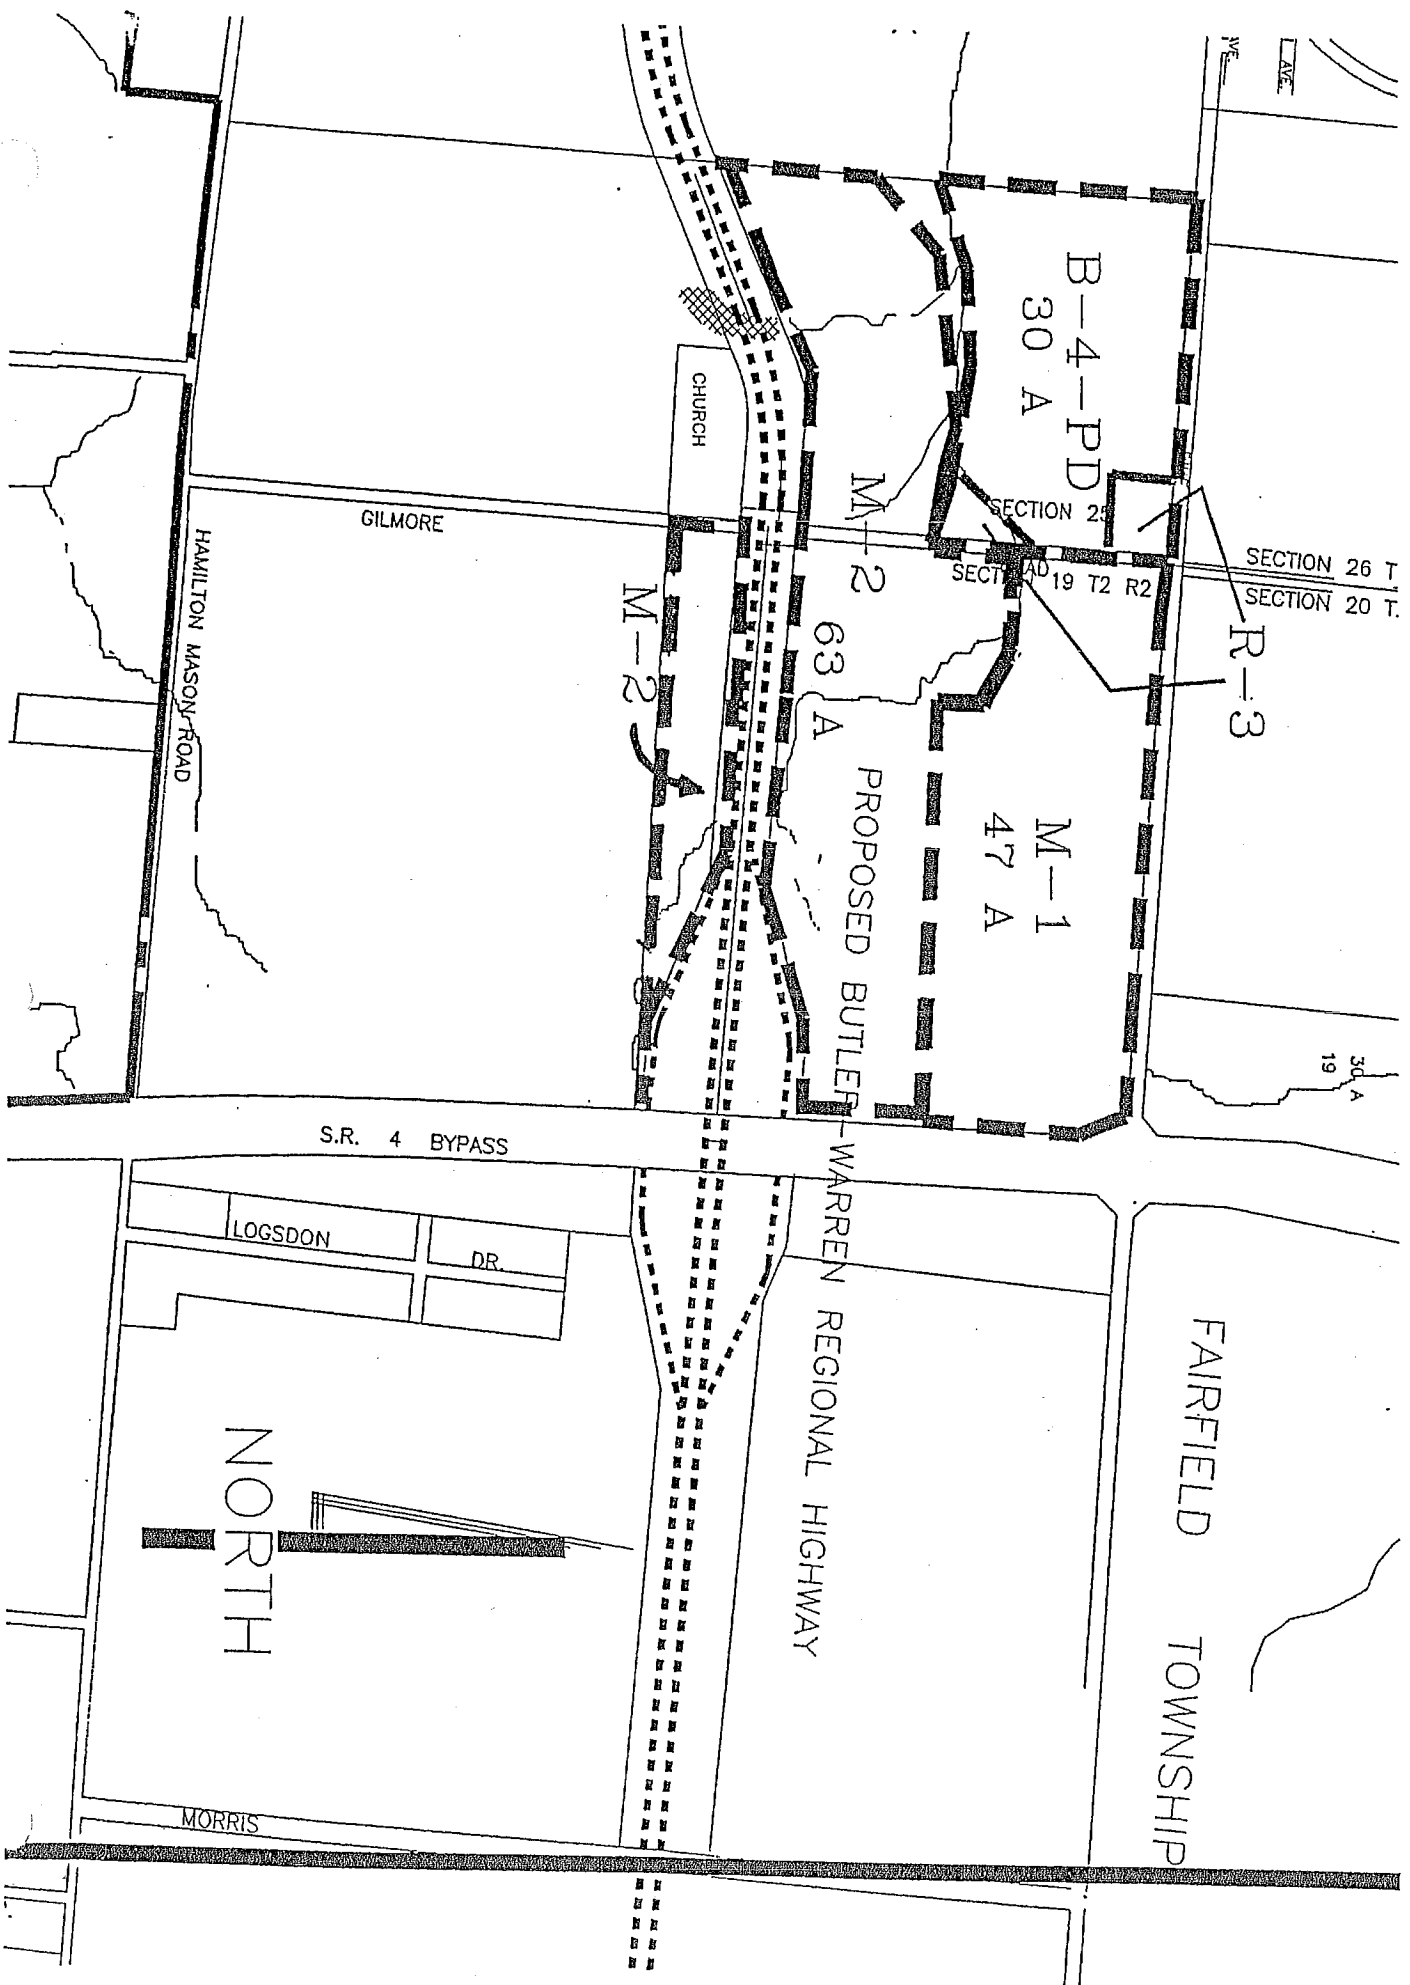 AVE.
AVE.
B-4-PD
30 A
CHURCH
SECTION 25
GILMORE
M-2
SECTION 26 T
SECTION 20 T.
19 T2 R2
R-3
HAMILTON MASON ROAD
M-2
63 A
M-1
47 A
PROPOSED BUTLER-WARREN REGIONAL HIGHWAY
30 A
19
S.R. 4 BYPASS
LOGSDON DR.
FAIRFIELD TOWNSHIP
NORTH
MORRIS